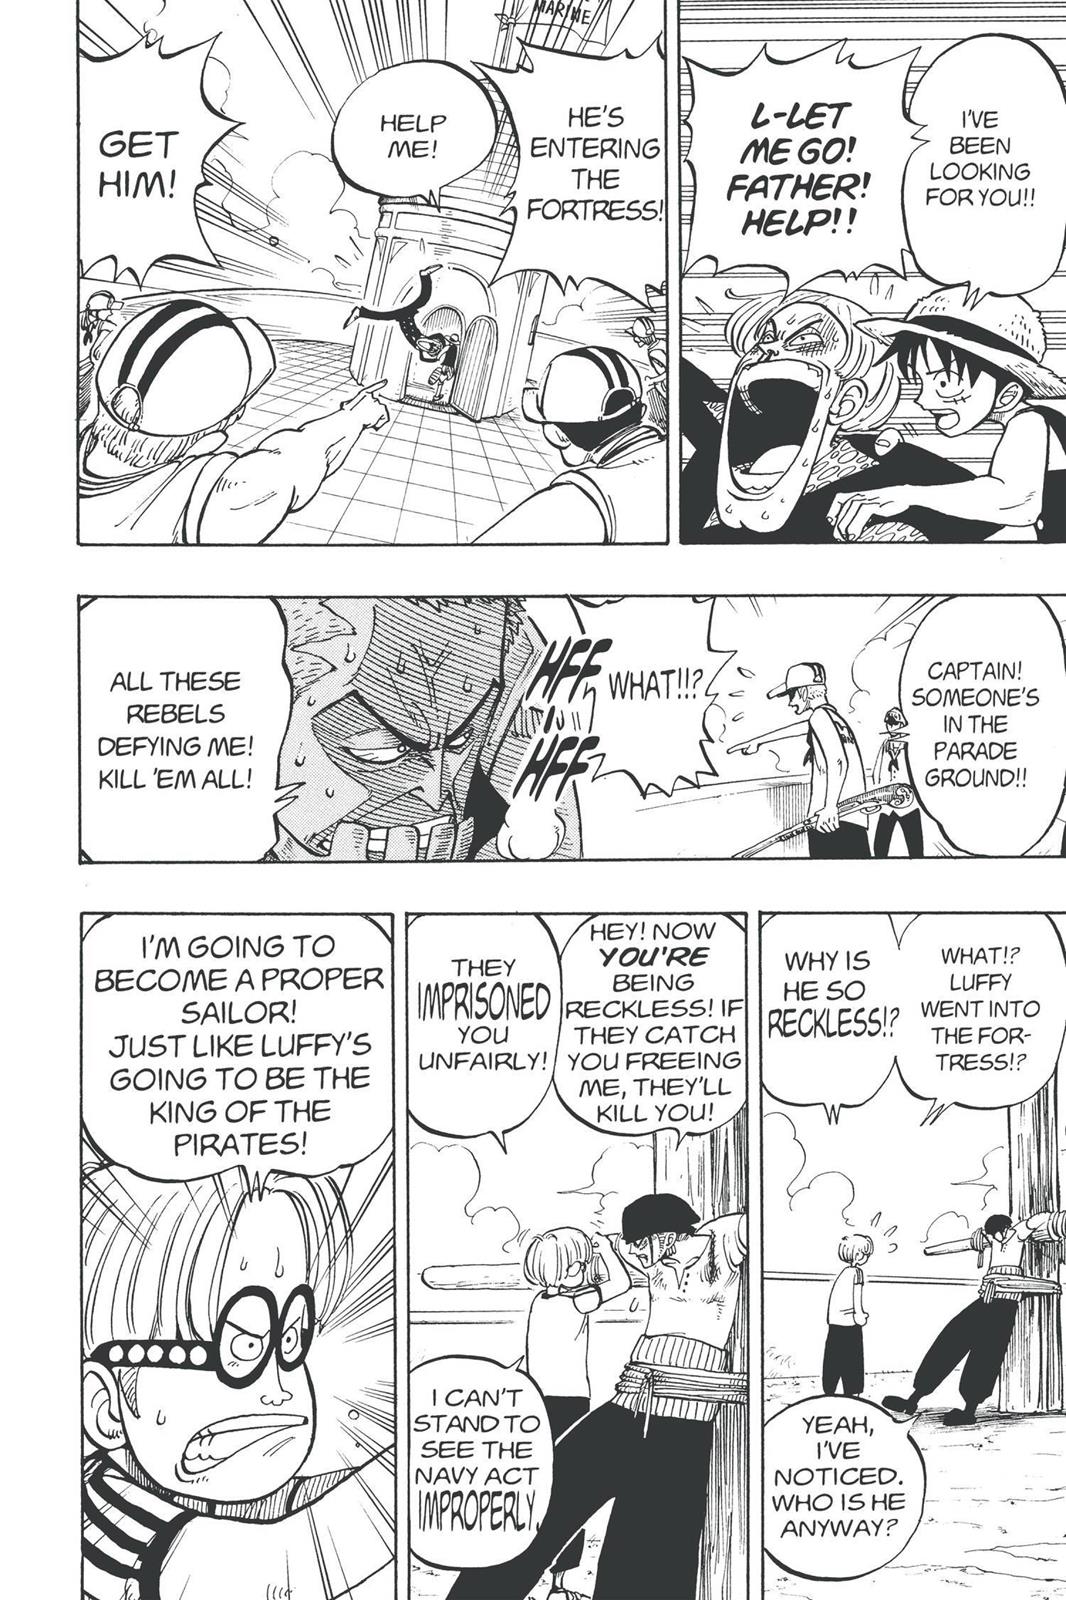 I'VE
BEEN
LOOKING
FOR YOU!!
L-LET
ME GO!
FATHER!
HELP!!
MARINE
HE'S
ENTERING
THE
FORTRESS!
HELP
ME!
GET
HIM!
CAPTAIN!
SOMEONE'S
IN THE
PARADE
GROUND!!
WHAT!!?
HFF
HFF
ALL THESE
REBELS
DEFYING ME!
KILL 'EM ALL!
WHAT!?
LUFFY
WENT INTO
THE FOR-
TRESS!?
WHY IS
HE SO
RECKLESS!?
YEAH,
I'VE
NOTICED.
WHO IS HE
ANYWAY?
HEY! NOW
YOU'RE
BEING
RECKLESS! IF
THEY CATCH
YOU FREEING
ME, THEY'LL
KILL YOU!
THEY
IMPRISONED
YOU
UNFAIRLY!
I CAN'T
STAND TO
SEE THE
NAVY ACT
IMPROPERLY.
I'M GOING TO
BECOME A PROPER
SAILOR!
JUST LIKE LUFFY'S
GOING TO BE THE
KING OF THE
PIRATES!